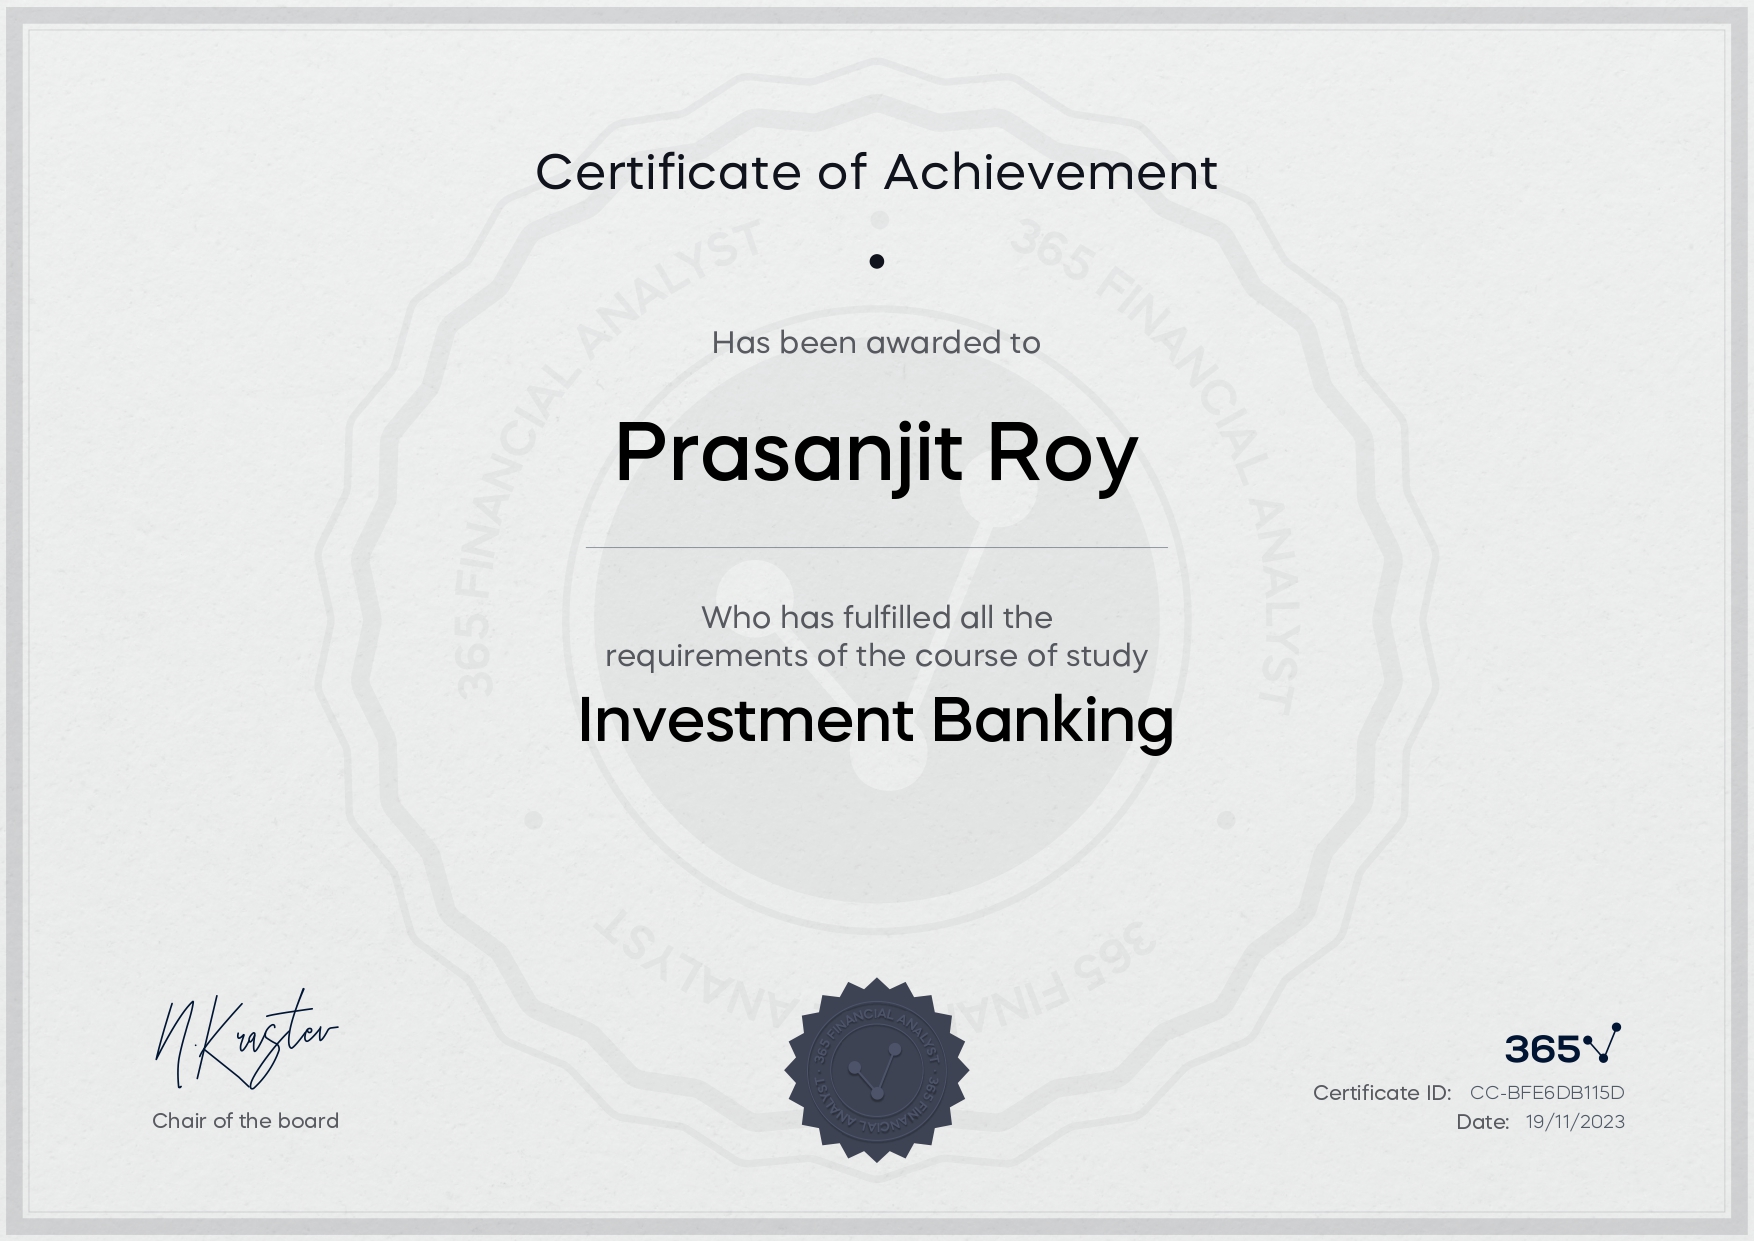 Certificate of Achievement
365 FINANCIAL ANALYST
365 FINANCIAL ANALYST
Has been awarded to
Prasanjit Roy
Who has fulfilled all the
requirements of the course of study
Investment Banking
365 FINANCIAL ANALYST
N.Krastev
Chair of the board
365 FINANCIAL ANALYST · 365 FINANCIAL ANALYST ·
365
Certificate ID: CC-BFE6DB115D
Date: 19/11/2023